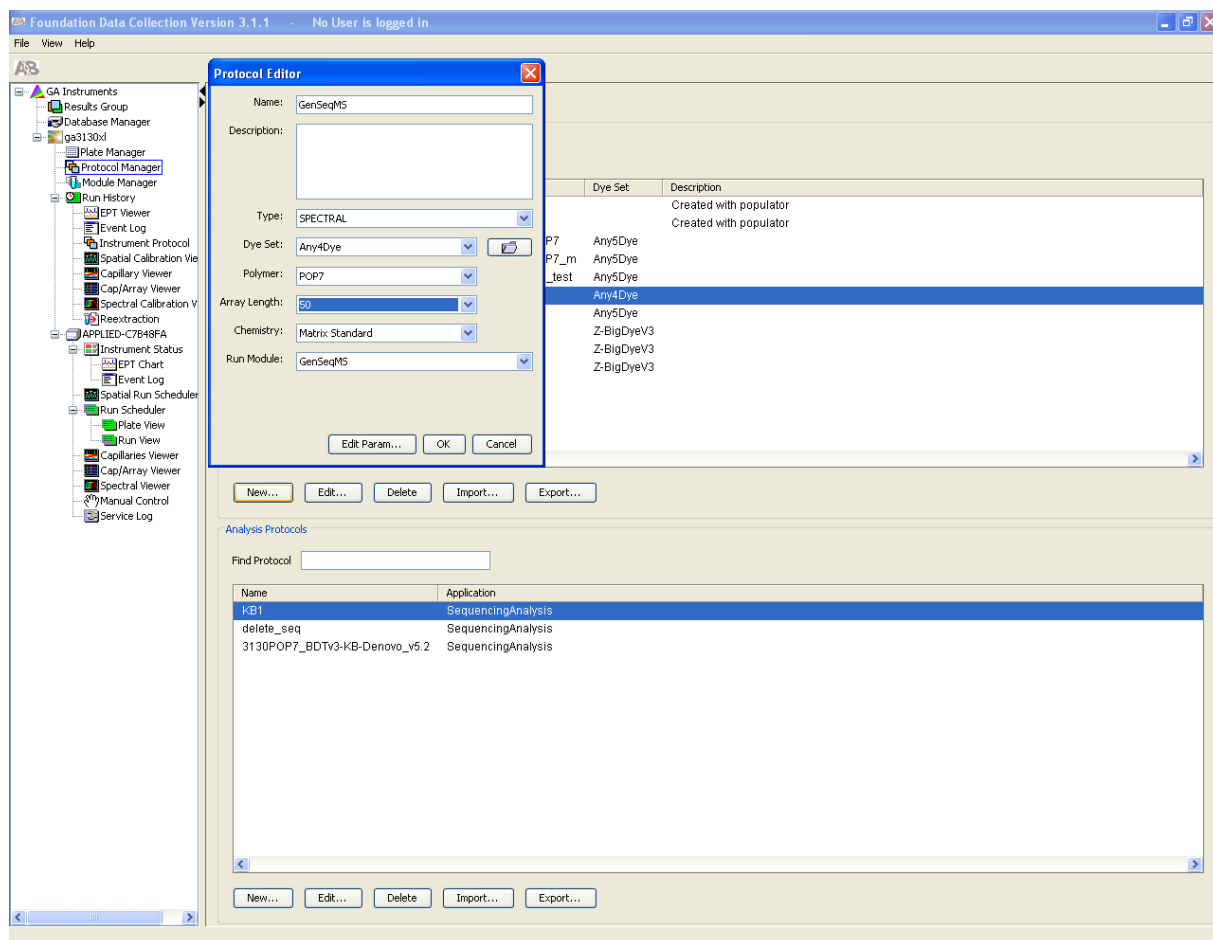 Foundation Data Collection Version 3.1.1 - No User is logged in
File View Help
AB
GA Instruments
Results Group
Database Manager
ga3130xl
Plate Manager
Protocol Manager
Module Manager
Run History
EPT Viewer
Event Log
Instrument Protocol
Spatial Calibration Vie
Capillary Viewer
Cap/Array Viewer
Spectral Calibration V
Reextraction
APPLIED-C7B48FA
Instrument Status
EPT Chart
Event Log
Spatial Run Scheduler
Run Scheduler
Plate View
Run View
Capillaries Viewer
Cap/Array Viewer
Spectral Viewer
Manual Control
Service Log
Protocol Editor
Name: GenSeqMS
Description:
Type: SPECTRAL
Dye Set: Any4Dye
Polymer: POP7
Array Length: 50
Chemistry: Matrix Standard
Run Module: GenSeqMS
Edit Param... OK Cancel
Dye Set Description
Created with populator
Created with populator
P7 Any5Dye
P7_m Any5Dye
_test Any5Dye
Any4Dye
Any5Dye
Z-BigDyeV3
Z-BigDyeV3
Z-BigDyeV3
New... Edit... Delete Import... Export...
Analysis Protocols
Find Protocol
Name Application
KB1 SequencingAnalysis
delete_seq SequencingAnalysis
3130POP7_BDTv3-KB-Denovo_v5.2 SequencingAnalysis
New... Edit... Delete Import... Export...